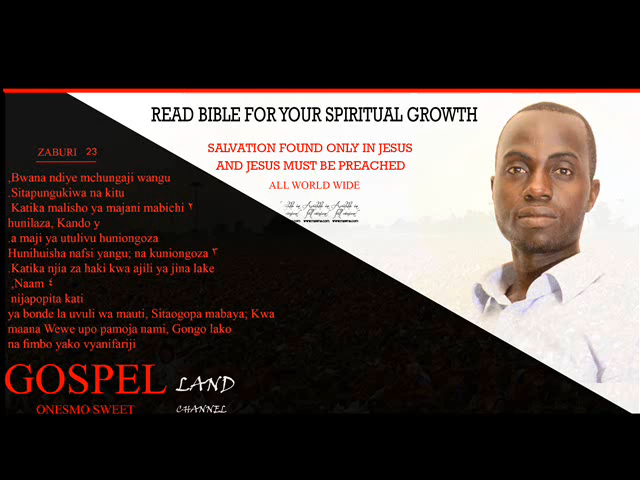 READ BIBLE FOR YOUR SPIRITUAL GROWTH
SALVATION FOUND ONLY IN JESUS
AND JESUS MUST BE PREACHED
ALL WORLD WIDE
ZABURI 23
,Bwana ndiye mchungaji wangu
.Sitapungukiwa na kitu
.Katika malisho ya majani mabichi ٢
hunilaza, Kando y
.a maji ya utulivu huniongoza
Hunihuisha nafsi yangu; na kuniongoza ٣
.Katika njia za haki kwa ajili ya jina lake
,Naam ٤
nijapopita kati
ya bonde la uvuli wa mauti, Sitaogopa mabaya; Kwa
maana Wewe upo pamoja nami, Gongo lako
na fimbo yako vyanifariji
GOSPEL LAND
ONESMO SWEET CHANNEL